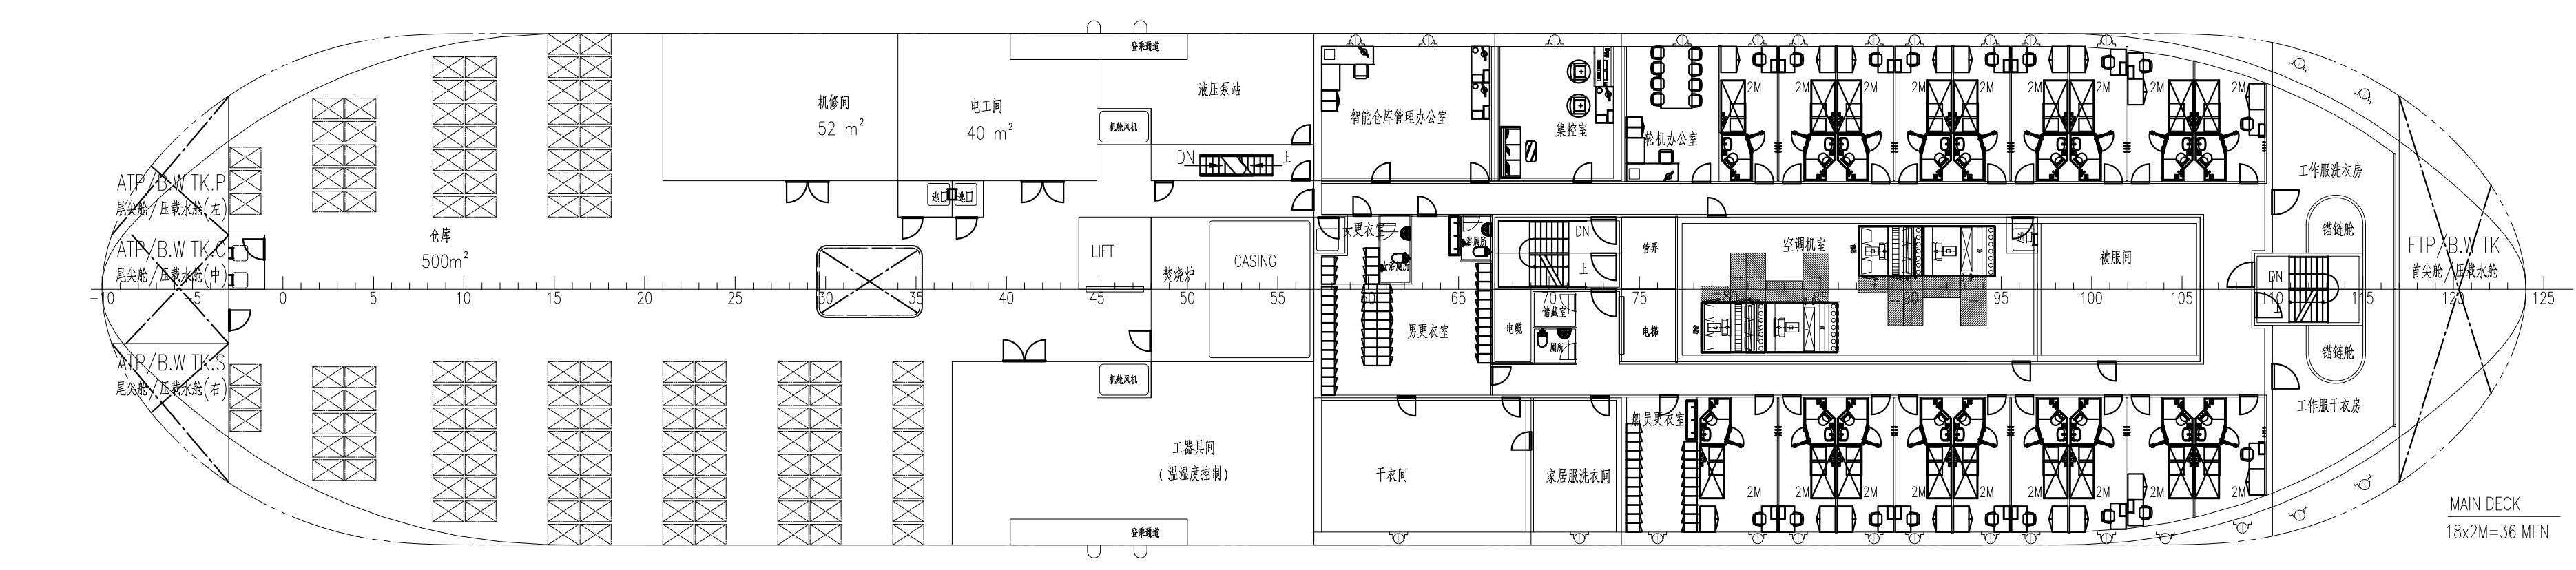 登乘通道
机修间
52 m²
电工间
40 m²
液压泵站
机舱风机
DN
上
智能仓库管理办公室
集控室
轮机办公室
2M
2M
2M
2M
2M
2M
2M
2M
2M
工作服洗衣房
ATP/B.W TK.P
尾尖舱/压载水舱(左)
逃口
逃口
仓库
500m²
ATP/B.W TK.C
尾尖舱/压载水舱(中)
LIFT
焚烧炉
CASING
女更衣室
女浴厕所
浴厕所
DN
上
管弄
空调机室
逃口
被服间
锚链舱
FTP/B.W TK
首尖舱/压载水舱
DN
上
-10
-5
0
5
10
15
20
25
30
35
40
45
50
55
60
65
70
75
80
85
90
95
100
105
110
115
120
125
男更衣室
电缆
储藏室
厕所
电梯
锚链舱
ATP/B.W TK.S
尾尖舱/压载水舱(右)
机舱风机
工器具间
(温湿度控制)
干衣间
家居服洗衣间
船员更衣室
工作服干衣房
2M
2M
2M
2M
2M
2M
2M
2M
2M
登乘通道
MAIN DECK
18x2M=36 MEN